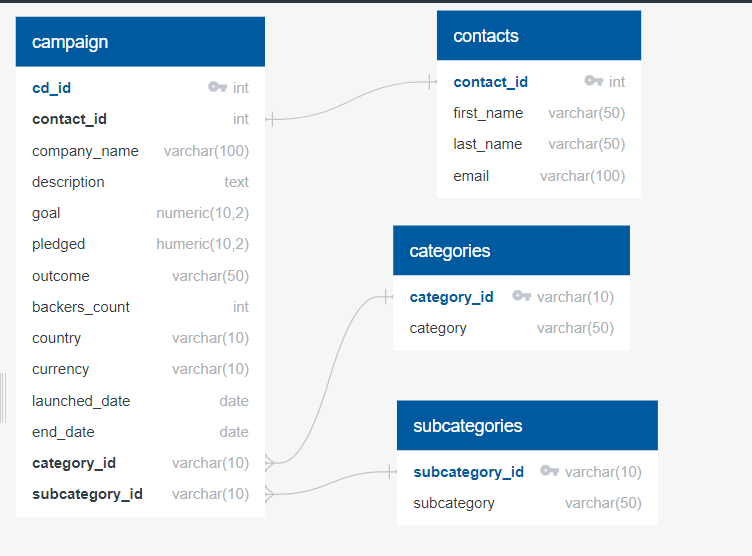 campaign
cd_id int
contact_id int
company_name varchar(100)
description text
goal numeric(10,2)
pledged humeric(10,2)
outcome varchar(50)
backers_count int
country varchar(10)
currency varchar(10)
launched_date date
end_date date
category_id varchar(10)
subcategory_id varchar(10)
contacts
contact_id int
first_name varchar(50)
last_name varchar(50)
email varchar(100)
categories
category_id varchar(10)
category varchar(50)
subcategories
subcategory_id varchar(10)
subcategory varchar(50)